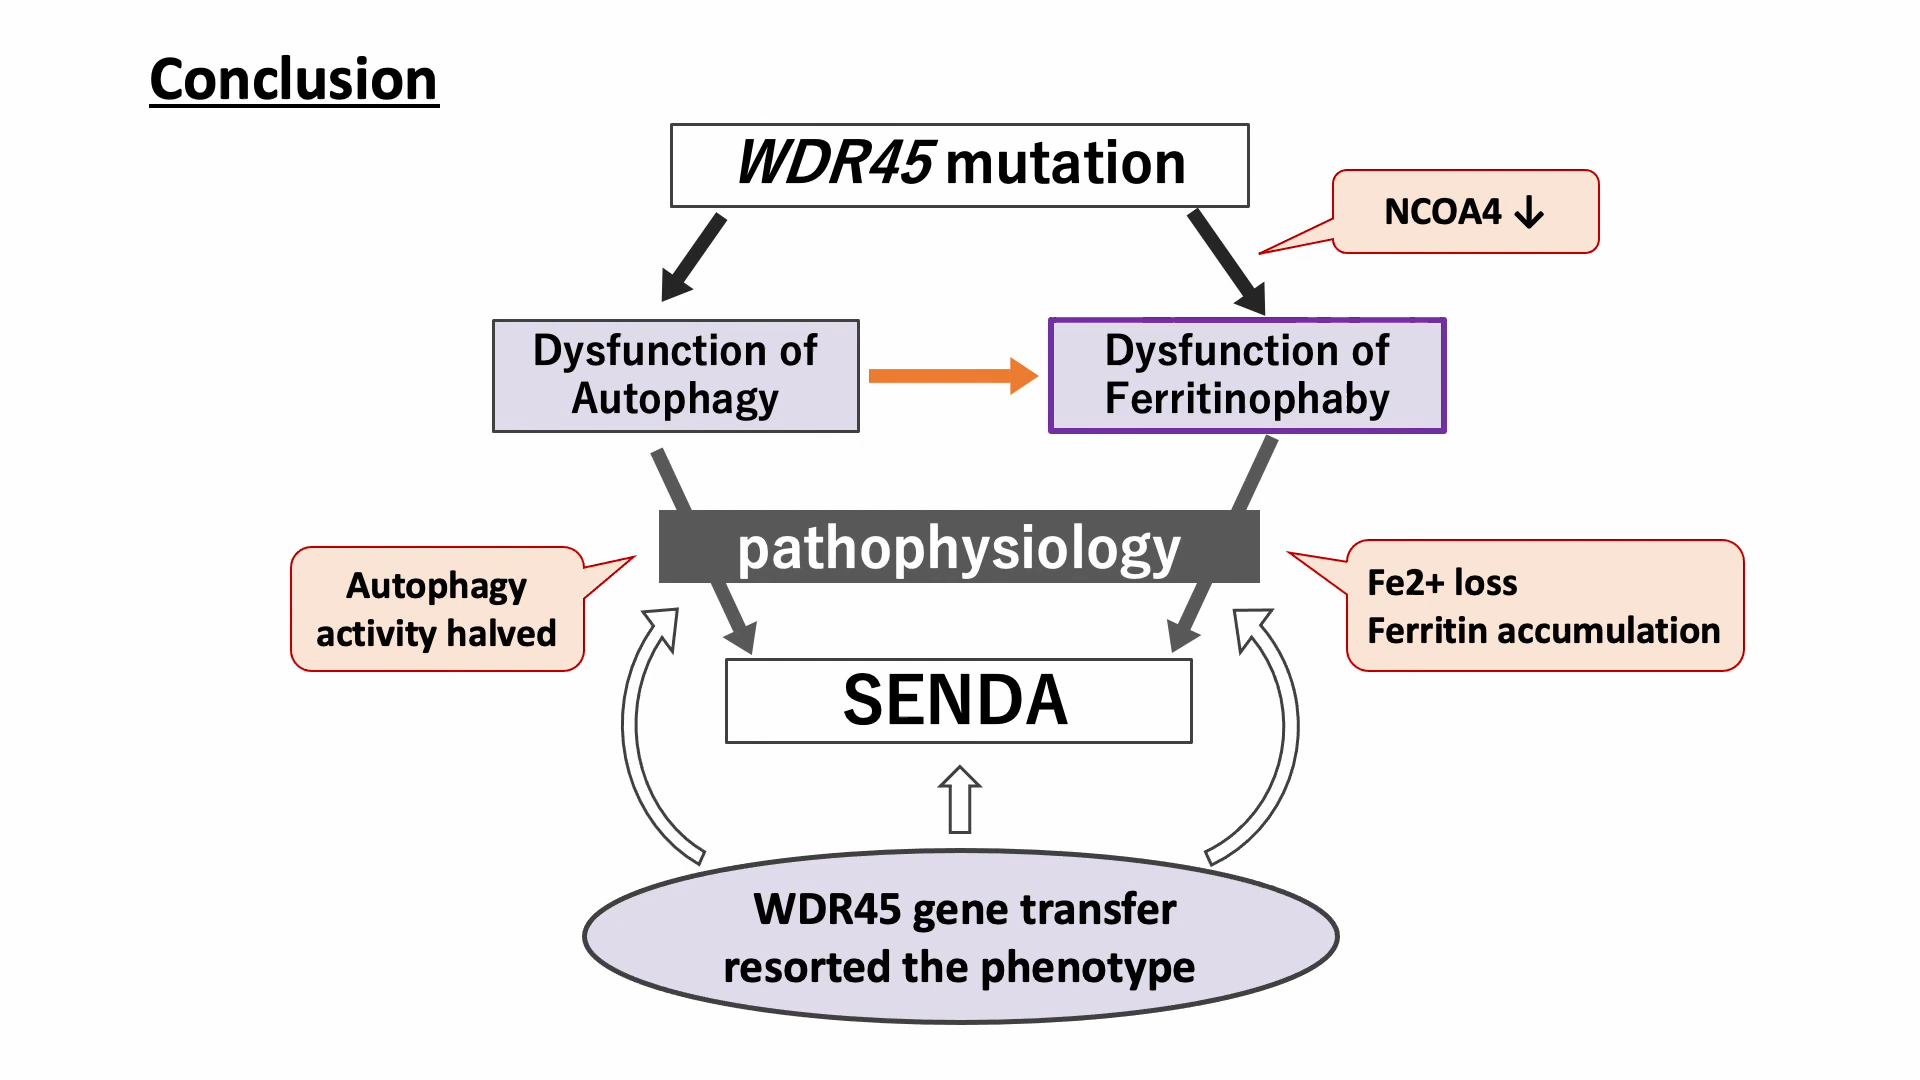 Conclusion
WDR45 mutation
NCOA4 ↓
Dysfunction of
Autophagy
Dysfunction of
Ferritinophaby
pathophysiology
Autophagy
activity halved
Fe2+ loss
Ferritin accumulation
SENDA
WDR45 gene transfer
resorted the phenotype